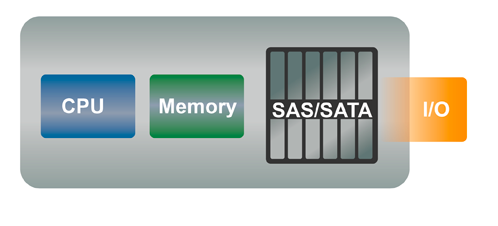 CPU
Memory
SAS/SATA
I/O